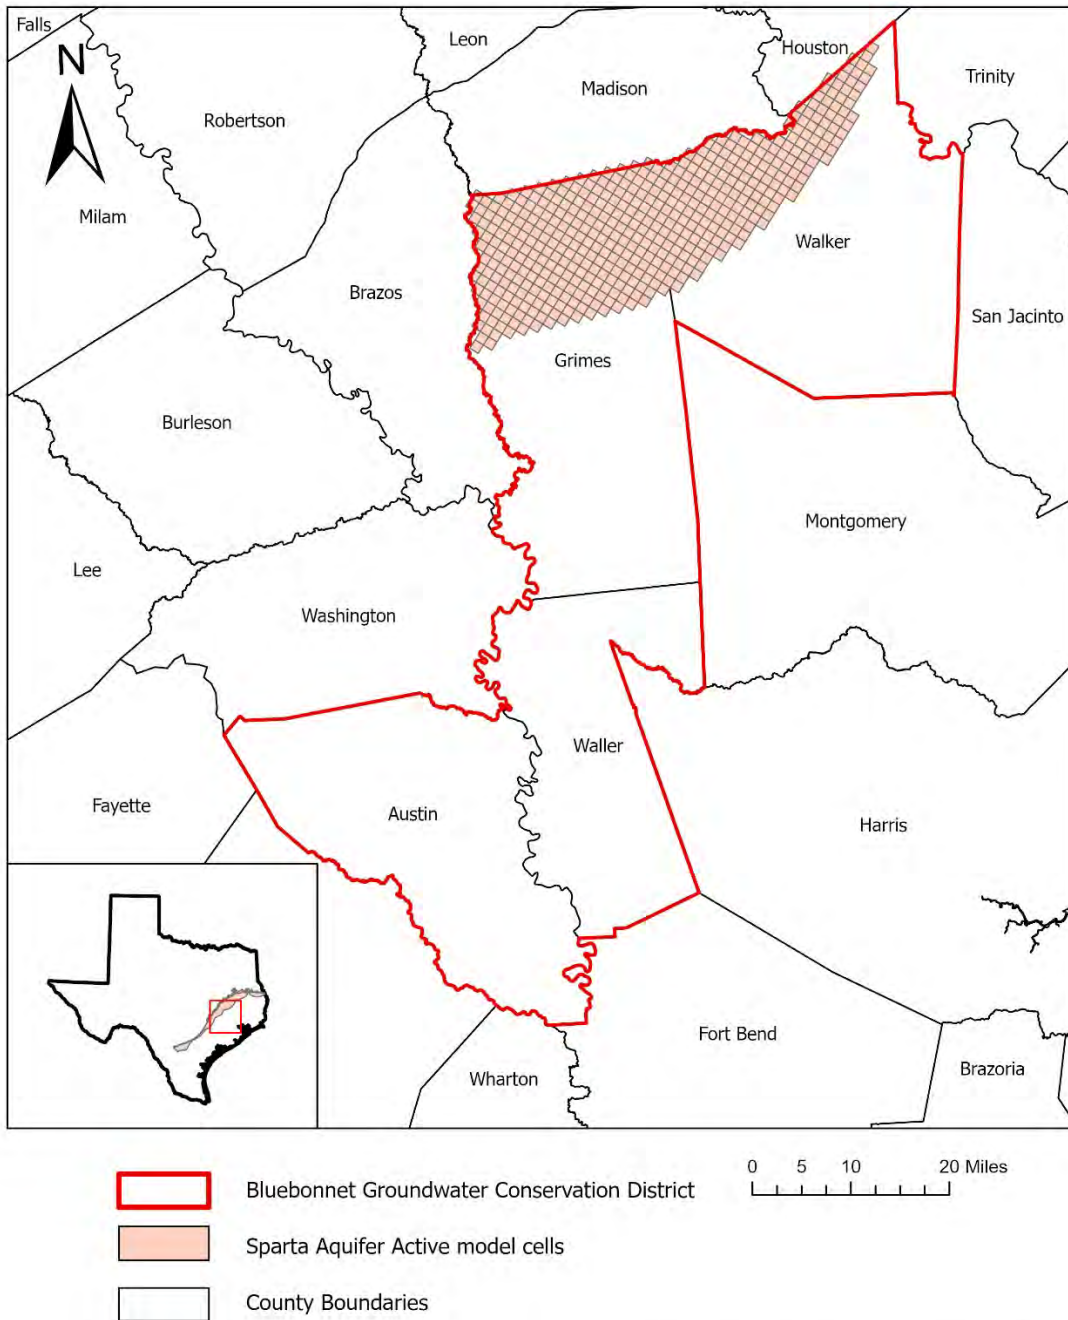 Falls
Leon
Houston
Trinity
N
Madison
Robertson
Milam
Walker
Brazos
San Jacinto
Grimes
Burleson
Montgomery
Lee
Washington
Waller
Fayette
Austin
Harris
Fort Bend
Wharton
Brazoria
0 5 10 20 Miles
Bluebonnet Groundwater Conservation District
Sparta Aquifer Active model cells
County Boundaries